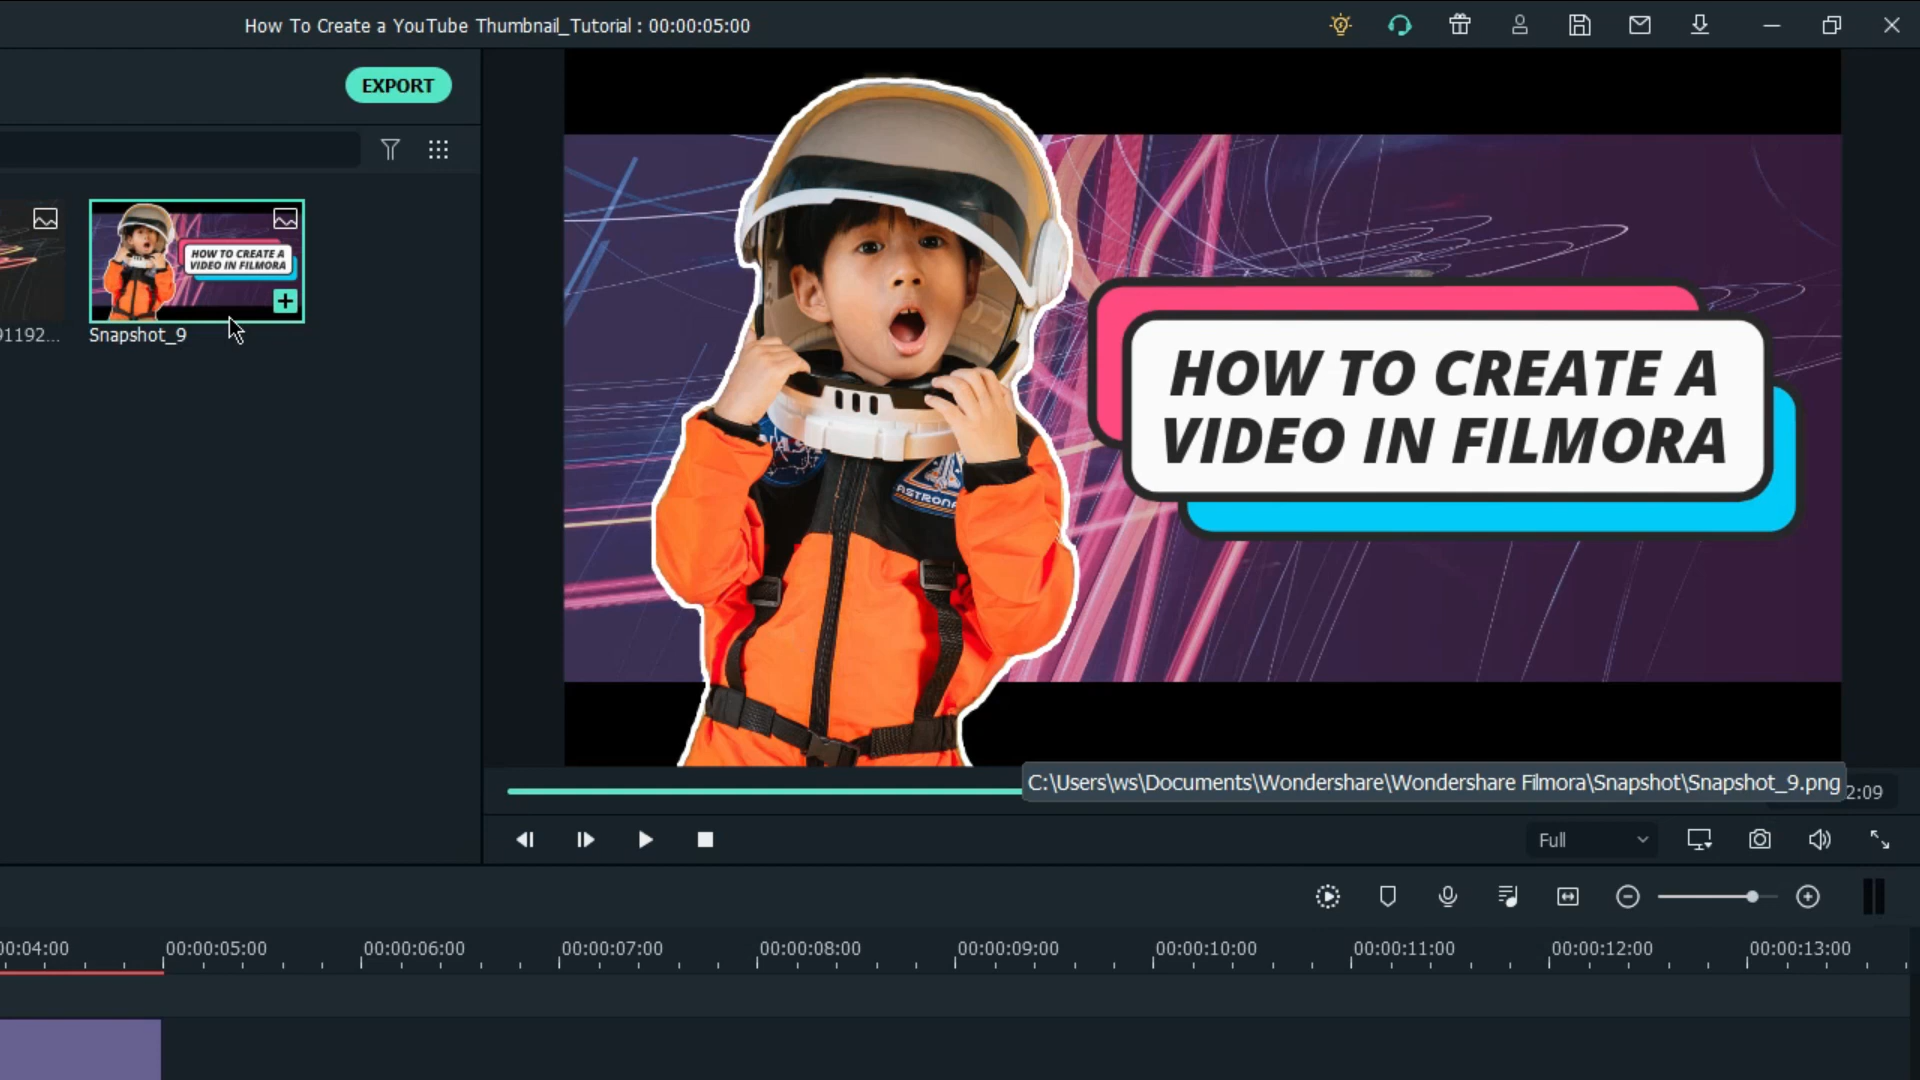 How To Create a YouTube Thumbnail_Tutorial : 00:00:05:00
EXPORT
HOW TO CREATE A
VIDEO IN FILMORA
91192...
Snapshot_9
NASA
ASTRONA
HOW TO CREATE A
VIDEO IN FILMORA
C:\Users\ws\Documents\Wondershare\Wondershare Filmora\Snapshot\Snapshot_9.png
2:09
Full
00:04:00 00:00:05:00 00:00:06:00 00:00:07:00 00:00:08:00 00:00:09:00 00:00:10:00 00:00:11:00 00:00:12:00 00:00:13:00